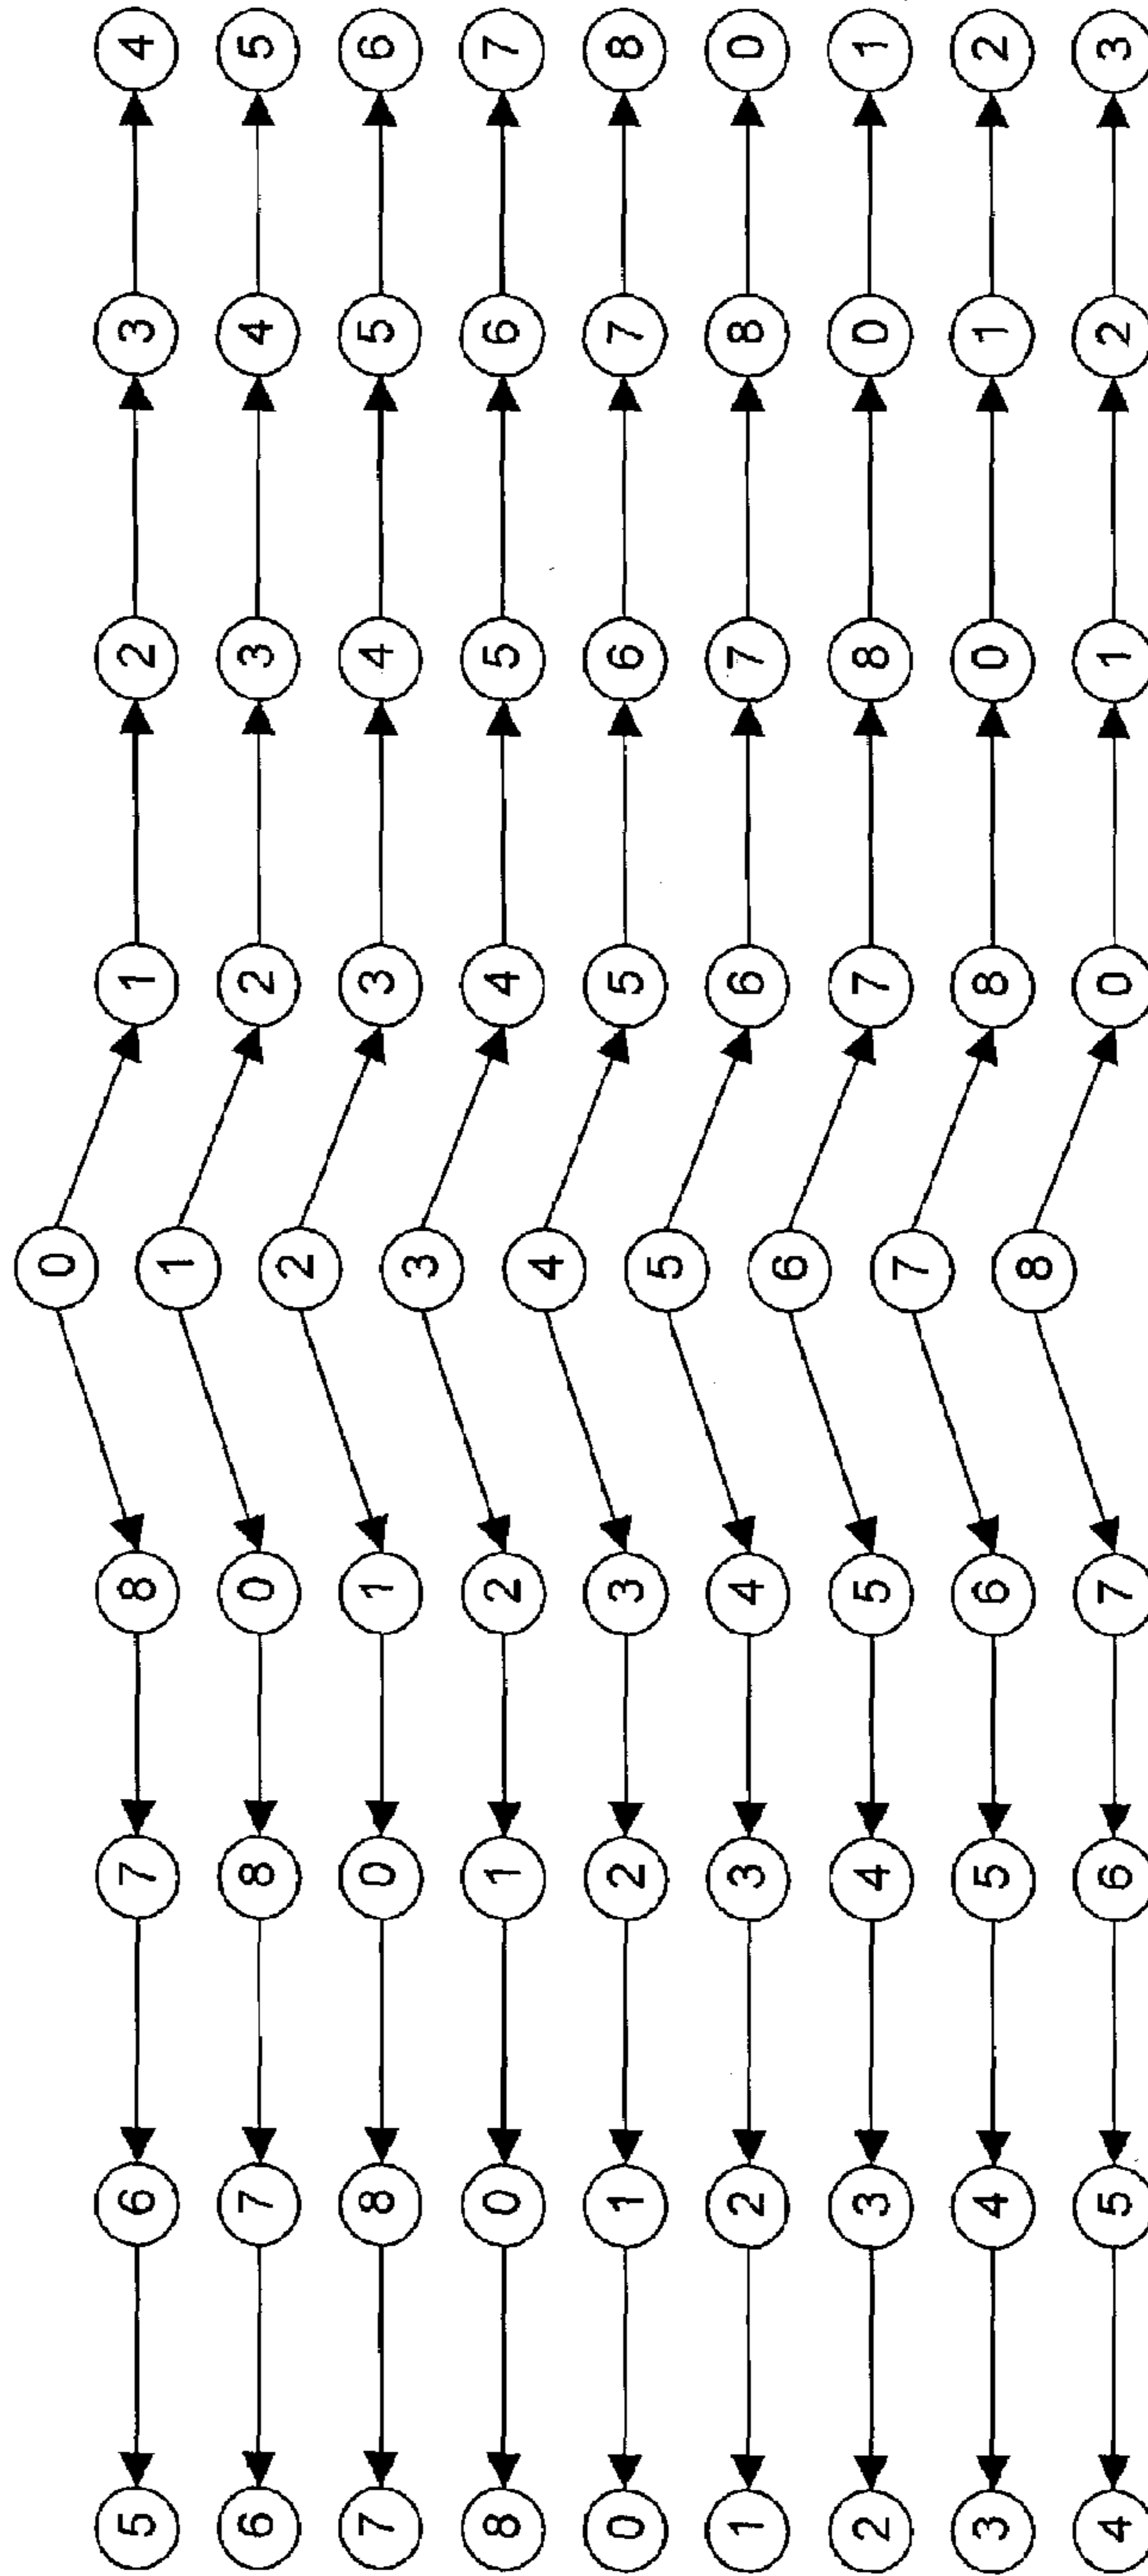 0
5 6 7 8 1 2 3 4
1
6 7 8 0 2 3 4 5
2
7 8 0 1 3 4 5 6
3
8 0 1 2 4 5 6 7
4
0 1 2 3 5 6 7 8
5
1 2 3 4 6 7 8 0
6
2 3 4 5 7 8 0 1
7
3 4 5 6 8 0 1 2
8
4 5 6 7 0 1 2 3